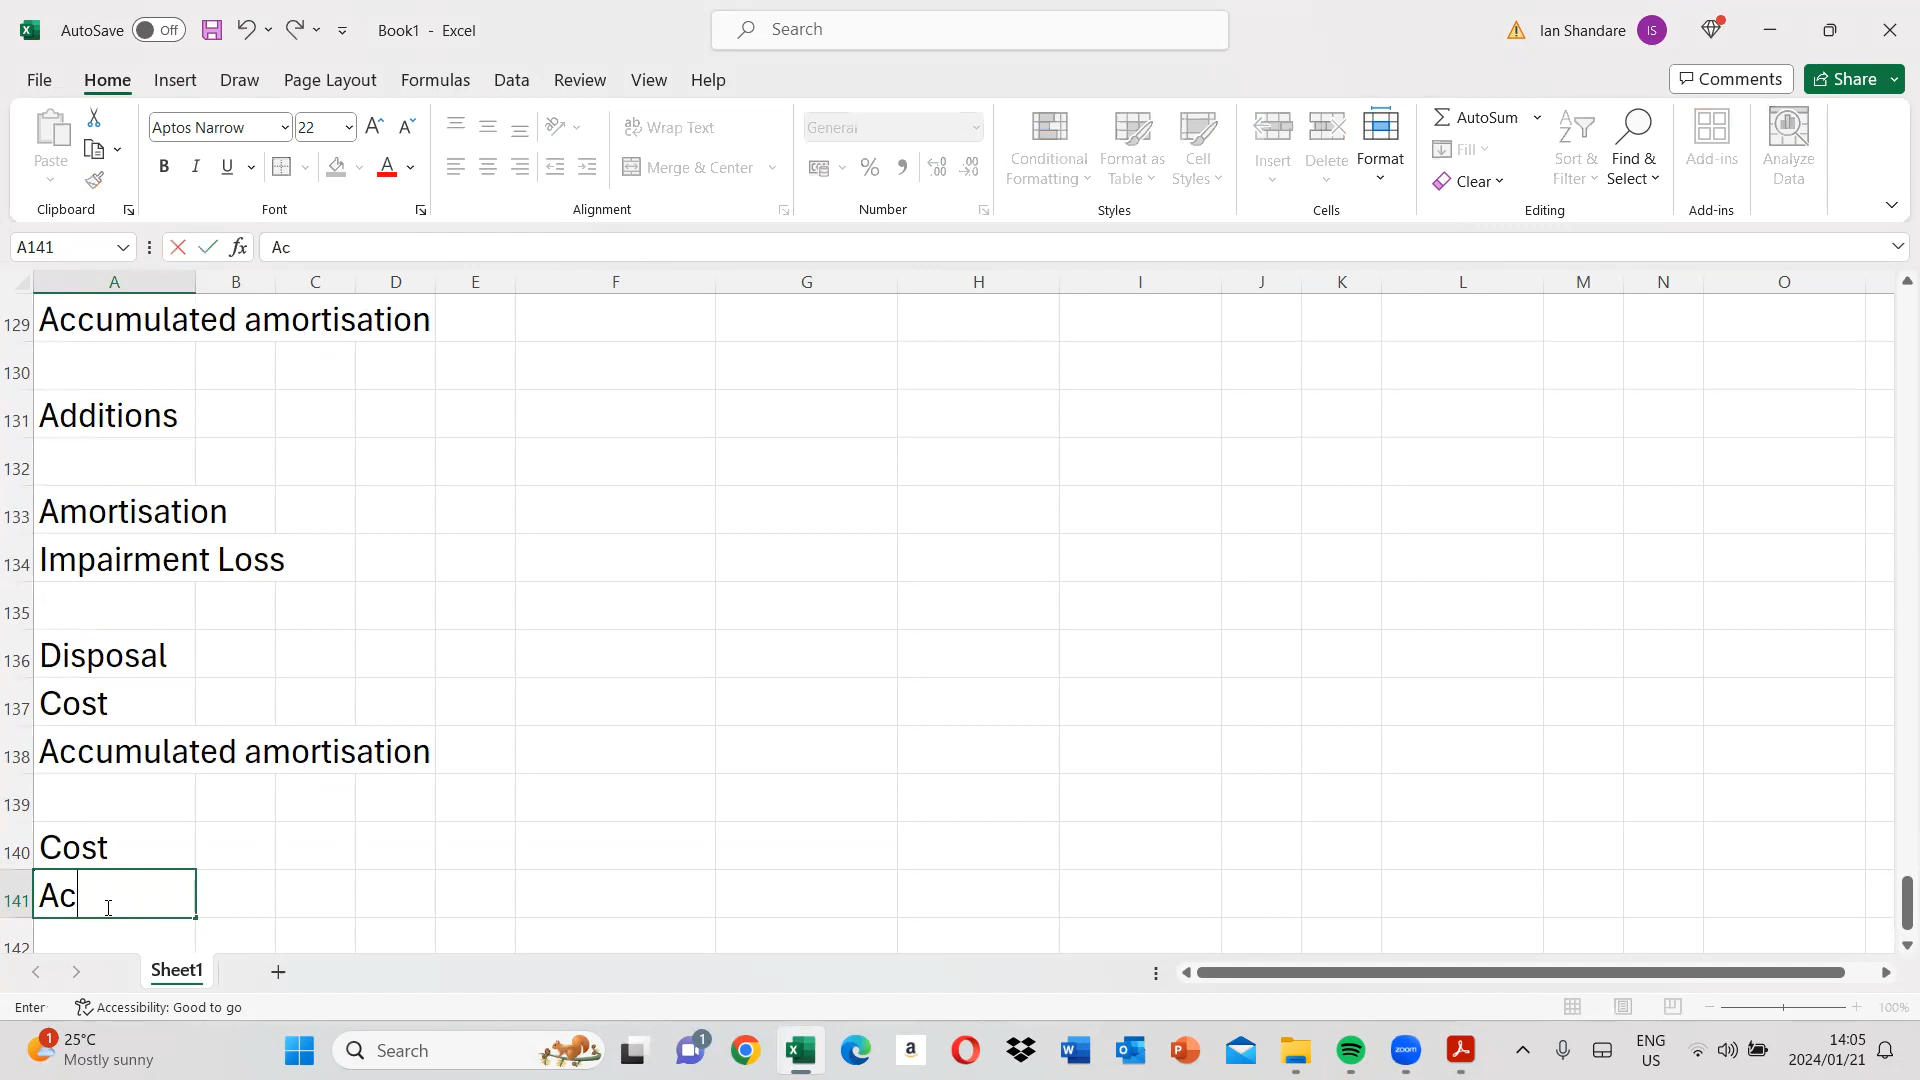 AutoSave Off Book1 - Excel Search Ian Shandare IS
File Home Insert Draw Page Layout Formulas Data Review View Help Comments Share
Aptos Narrow 22 Wrap Text General AutoSum
Paste B I U Merge & Center Conditional Formatting Format as Table Cell Styles Insert Delete Format Fill Clear Sort & Filter Find & Select Add-ins Analyze Data
Clipboard Font Alignment Number Styles Cells Editing Add-ins
A141 fx Ac
A B C D E F G H I J K L M N O
129 Accumulated amortisation
130
131 Additions
132
133 Amortisation
134 Impairment Loss
135
136 Disposal
137 Cost
138 Accumulated amortisation
139
140 Cost
141 Ac
142
Sheet1
Enter Accessibility: Good to go 100%
1 25°C 1 ENG 14:05
Mostly sunny Search a zoom US 2024/01/21